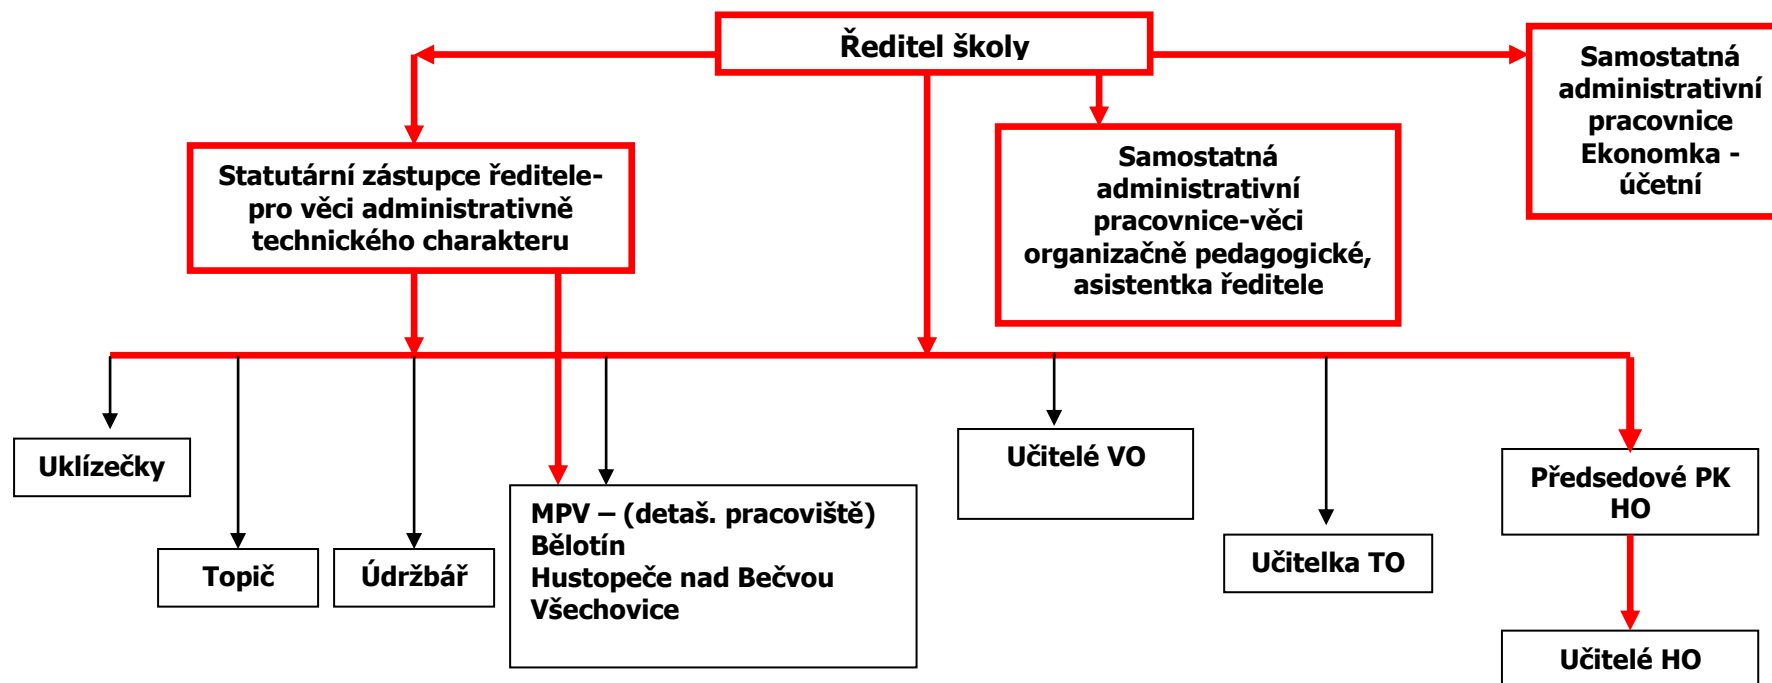 Ředitel školy
Samostatná
administrativní
pracovnice
Ekonomka -
účetní
Statutární zástupce ředitele-
pro věci administrativně
technického charakteru
Samostatná
administrativní
pracovnice-věci
organizačně pedagogické,
asistentka ředitele
Uklízečky
Topič
Údržbář
MPV – (detaš. pracoviště)
Bělotín
Hustopeče nad Bečvou
Všechovice
Učitelé VO
Učitelka TO
Předsedové PK
HO
Učitelé HO